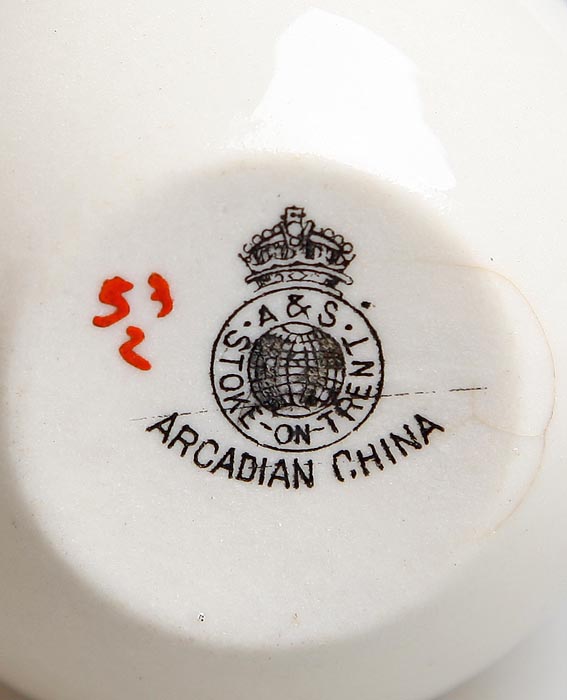 A & S.
STOKE-ON-TRENT
ARCADIAN CHINA
53
2